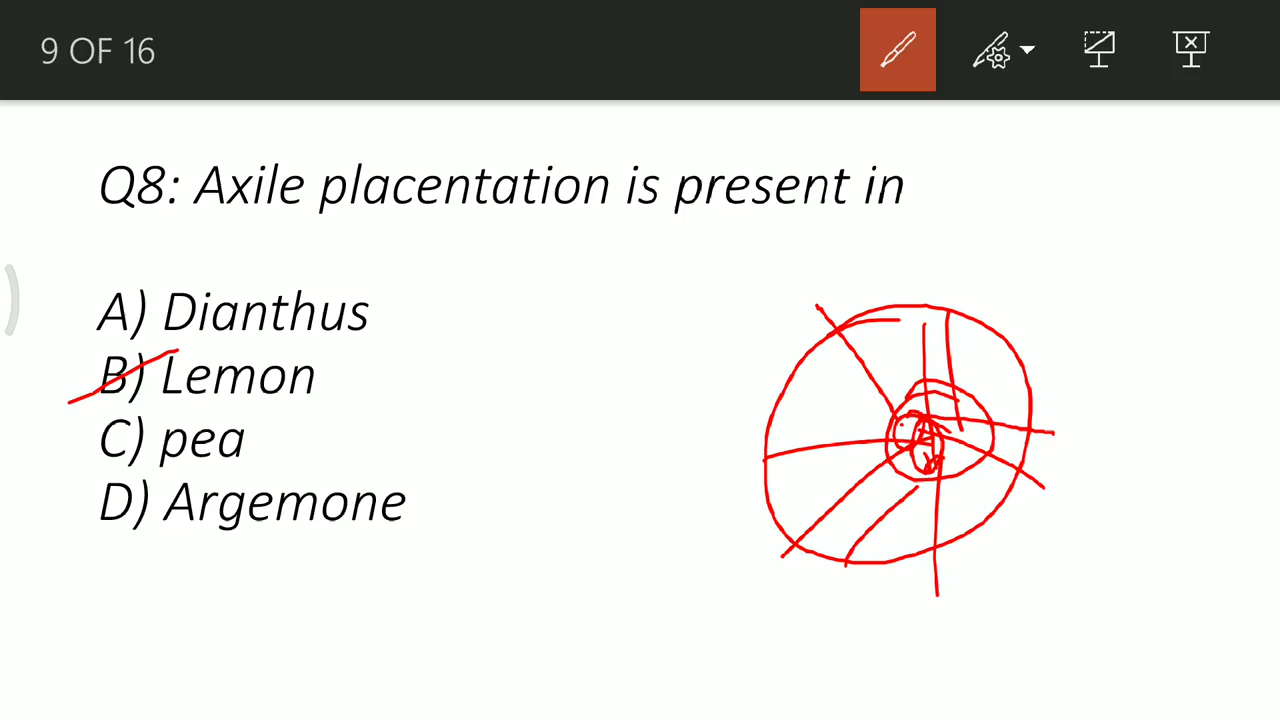 9 OF 16
Q8: Axile placentation is present in
A) Dianthus
B) Lemon
C) pea
D) Argemone